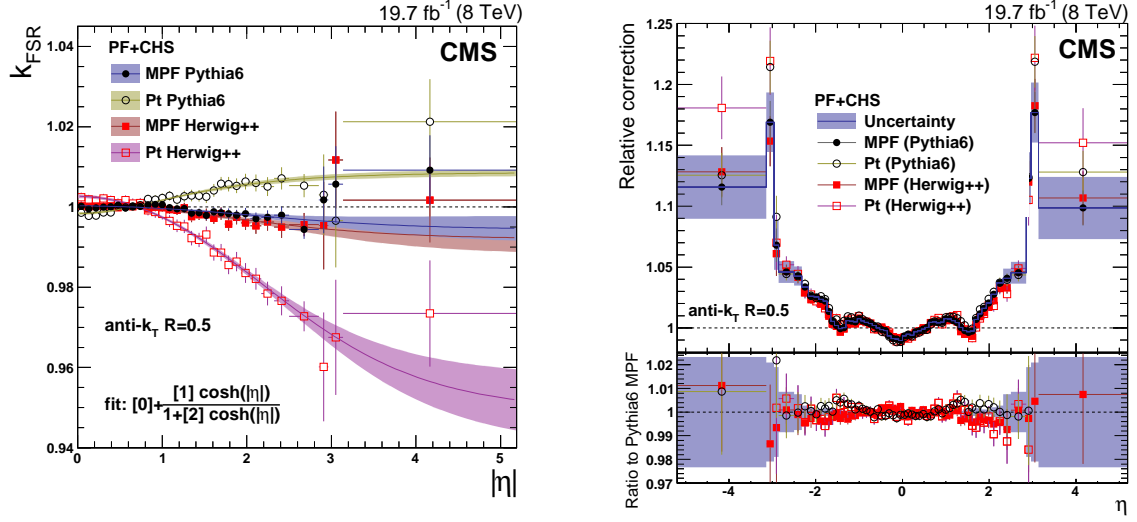 19.7 fb⁻¹ (8 TeV)
k_FSR
1.04
1.02
1
0.98
0.96
0.94
PF+CHS
CMS
MPF Pythia6
Pt Pythia6
MPF Herwig++
Pt Herwig++
anti-k_T R=0.5
fit: [0]+ [1] cosh(|η|)
1+[2] cosh(|η|)
0 1 2 3 4 5
|η|
19.7 fb⁻¹ (8 TeV)
Relative correction
1.25
1.2
1.15
1.1
1.05
1
CMS
PF+CHS
Uncertainty
MPF (Pythia6)
Pt (Pythia6)
MPF (Herwig++)
Pt (Herwig++)
anti-k_T R=0.5
Ratio to Pythia6 MPF
1.02
1.01
1.00
0.99
0.98
0.97
-4 -2 0 2 4
η